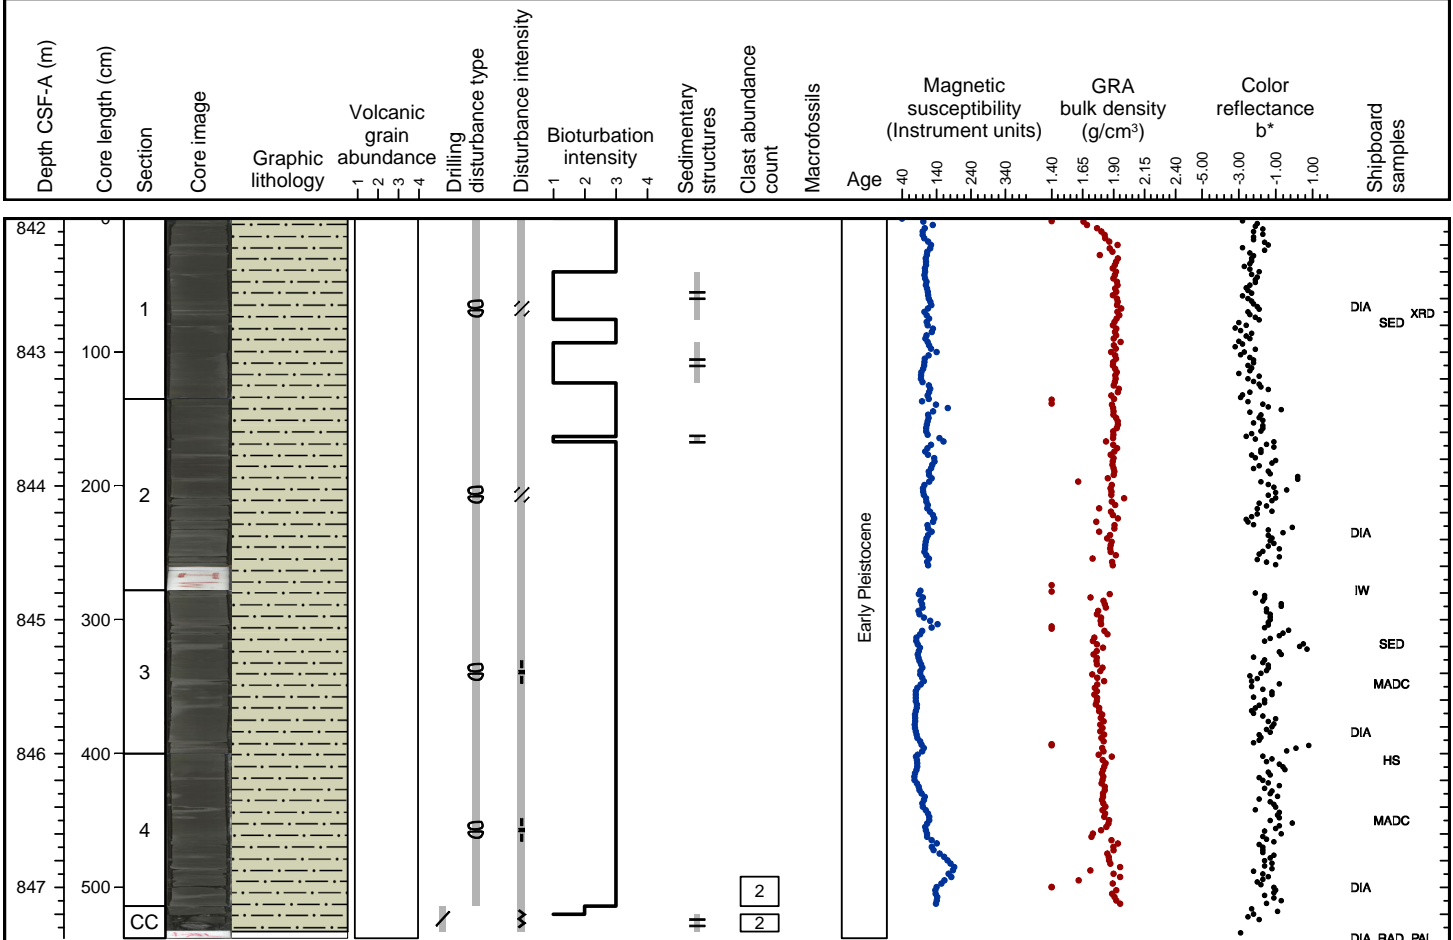 Depth CSF-A (m)
Core length (cm)
Section
Core image
Graphic
lithology
Volcanic
grain
abundance
1 2 3 4
Drilling
disturbance type
Disturbance intensity
Bioturbation
intensity
1 2 3 4
Sedimentary
structures
Clast abundance
count
Macrofossils
Age
Magnetic
susceptibility
(Instrument units)
40 140 240 340
GRA
bulk density
(g/cm³)
1.40 1.65 1.90 2.15 2.40
Color
reflectance
b*
-5.00 -3.00 -1.00 1.00
Shipboard
samples
842
843
844
845
846
847
0
100
200
300
400
500
1
2
3
4
CC
2
2
Early Pleistocene
DIA SED XRD
DIA
IW
SED
MADC
DIA
HS
MADC
DIA
DIA RAD PAL